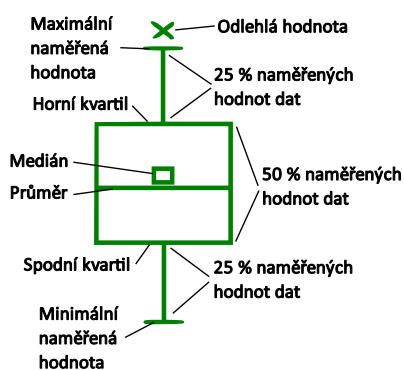 Maximální
naměřená
hodnota
Odlehlá hodnota
25 % naměřených
hodnot dat
Horní kvartil
Medián
Průměr
50 % naměřených
hodnot dat
Spodní kvartil
25 % naměřených
hodnot dat
Minimální
naměřená
hodnota